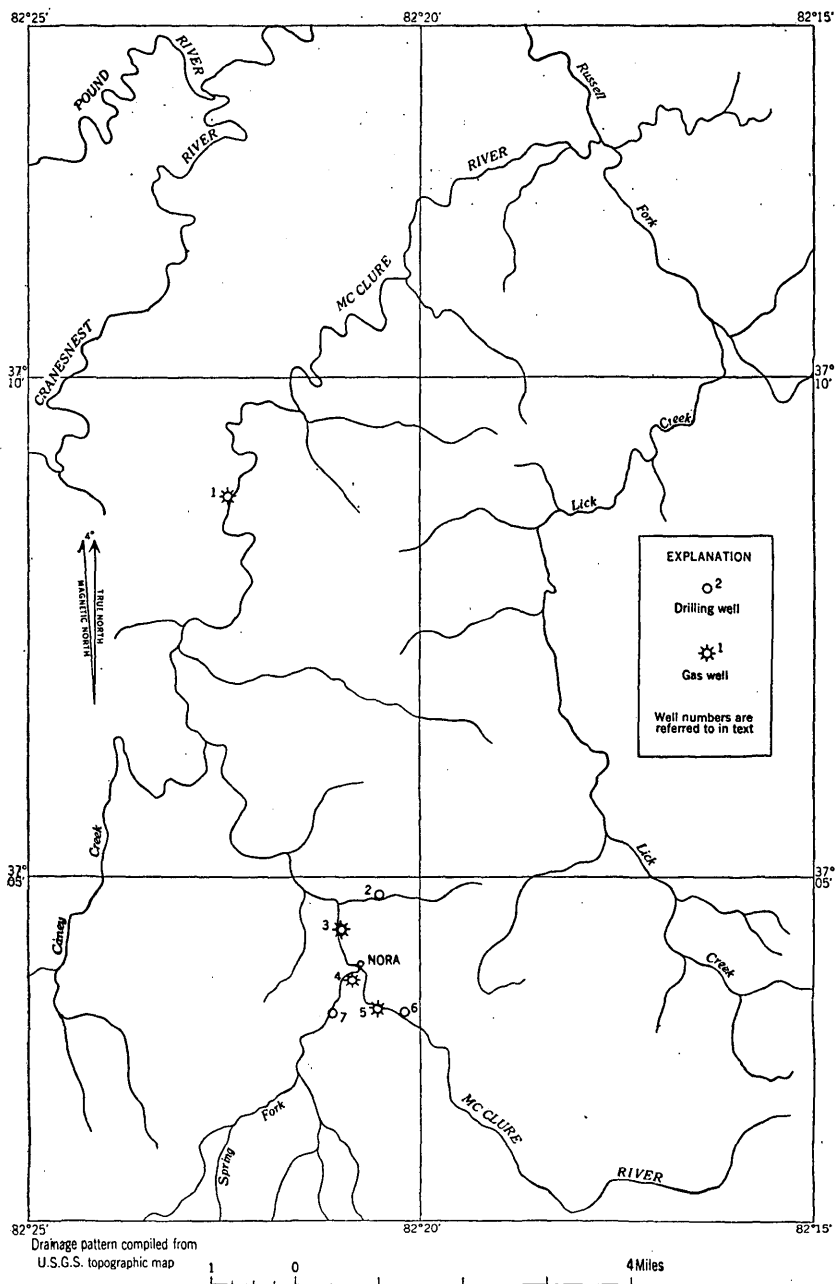 82°25'
82°20'
82°15'
POUND
RIVER
RIVER
Russell
RIVER
Fork
MC CLURE
CRANESNEST
37°
10'
37°
10'
Creek
1
Lick
4°
MAGNETIC NORTH
TRUE NORTH
EXPLANATION
2
Drilling well
1
Gas well
Well numbers are
referred to in text
Creek
Lick
37°
05'
37°
05'
2
3
Caney
NORA
Creek
4
5
6
7
Fork
MC CLURE
Spring
RIVER
82°25'
82°20'
82°15'
Drainage pattern compiled from
U.S.G.S. topographic map
1 0 4 Miles